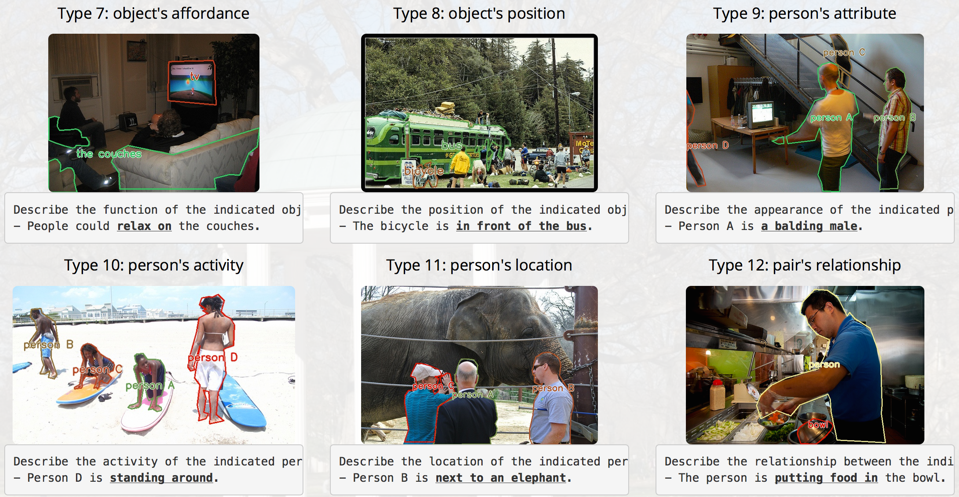 Type 7: object's affordance
Type 8: object's position
Type 9: person's attribute
tv
the couches
bus
bicycle
MOTEL
person C
person A
person B
person D
Describe the function of the indicated obj
– People could relax on the couches.
Describe the position of the indicated obj
– The bicycle is in front of the bus.
Describe the appearance of the indicated p
– Person A is a balding male.
Type 10: person's activity
Type 11: person's location
Type 12: pair's relationship
person B
person C
person A
person D
person C
person A
person B
person
bowl
Describe the activity of the indicated per
– Person D is standing around.
Describe the location of the indicated per
– Person B is next to an elephant.
Describe the relationship between the indi
– The person is putting food in the bowl.